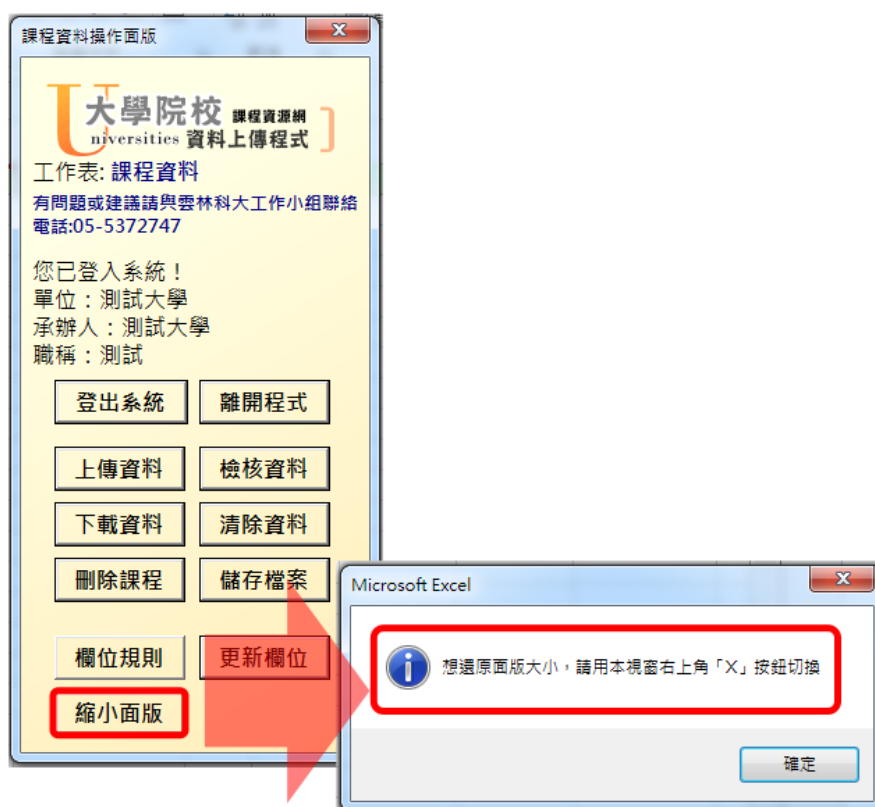 課程資料操作面版
X
大學院校 課程資源網
Universities 資料上傳程式
工作表: 課程資料
有問題或建議請與雲林科大工作小組聯絡
電話:05-5372747
您已登入系統！
單位：測試大學
承辦人：測試大學
職稱：測試
登出系統 離開程式
上傳資料 檢核資料
下載資料 清除資料
刪除課程 儲存檔案
欄位規則 更新欄位
縮小面版
Microsoft Excel
X
想還原面版大小，請用本視窗右上角「X」按鈕切換
確定